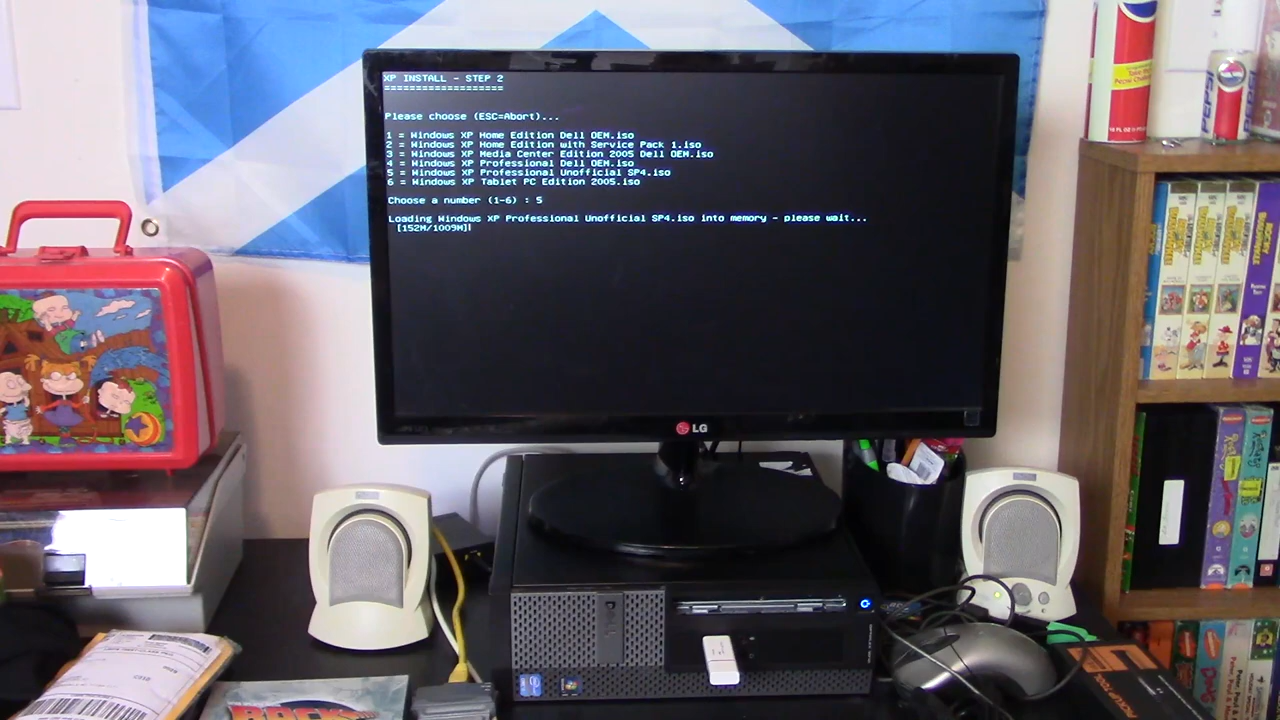 XP INSTALL - STEP 2
===================
Please choose (ESC=Abort)...
1 = Windows XP Home Edition Dell OEM.iso
2 = Windows XP Home Edition with Service Pack 1.iso
3 = Windows XP Media Center Edition 2005 Dell OEM.iso
4 = Windows XP Professional Dell OEM.iso
5 = Windows XP Professional Unofficial SP4.iso
6 = Windows XP Tablet PC Edition 2005.iso
Choose a number (1-6) : 5
Loading Windows XP Professional Unofficial SP4.iso into memory - please wait...
[152M/1009M]
LG
DELL
PEPSI
ROCK